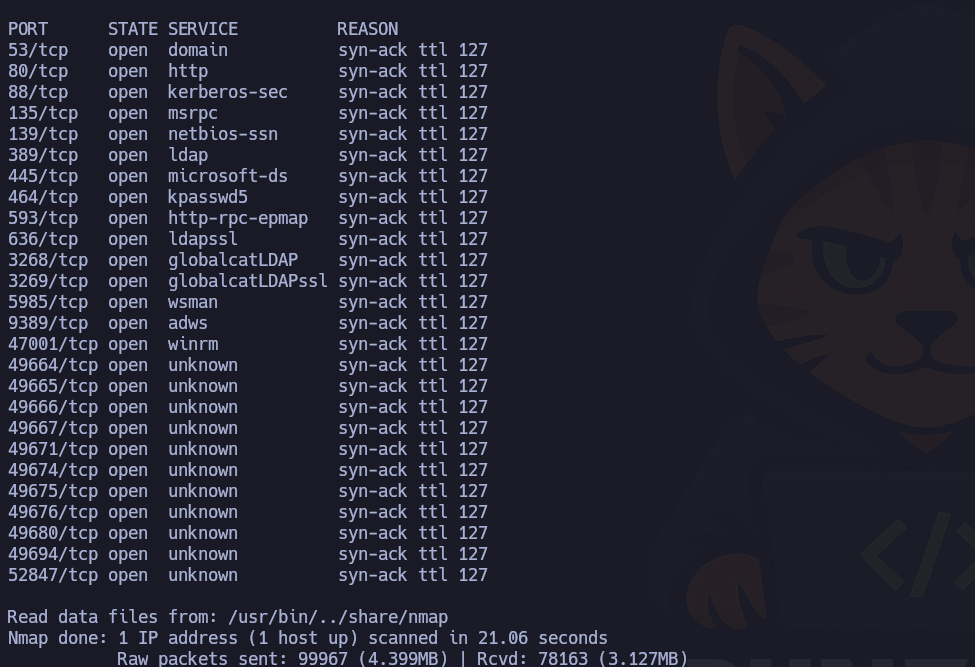 PORT      STATE SERVICE          REASON
53/tcp    open  domain           syn-ack ttl 127
80/tcp    open  http             syn-ack ttl 127
88/tcp    open  kerberos-sec     syn-ack ttl 127
135/tcp   open  msrpc            syn-ack ttl 127
139/tcp   open  netbios-ssn      syn-ack ttl 127
389/tcp   open  ldap             syn-ack ttl 127
445/tcp   open  microsoft-ds     syn-ack ttl 127
464/tcp   open  kpasswd5         syn-ack ttl 127
593/tcp   open  http-rpc-epmap   syn-ack ttl 127
636/tcp   open  ldapssl          syn-ack ttl 127
3268/tcp  open  globalcatLDAP    syn-ack ttl 127
3269/tcp  open  globalcatLDAPssl syn-ack ttl 127
5985/tcp  open  wsman            syn-ack ttl 127
9389/tcp  open  adws             syn-ack ttl 127
47001/tcp open  winrm            syn-ack ttl 127
49664/tcp open  unknown          syn-ack ttl 127
49665/tcp open  unknown          syn-ack ttl 127
49666/tcp open  unknown          syn-ack ttl 127
49667/tcp open  unknown          syn-ack ttl 127
49671/tcp open  unknown          syn-ack ttl 127
49674/tcp open  unknown          syn-ack ttl 127
49675/tcp open  unknown          syn-ack ttl 127
49676/tcp open  unknown          syn-ack ttl 127
49680/tcp open  unknown          syn-ack ttl 127
49694/tcp open  unknown          syn-ack ttl 127
52847/tcp open  unknown          syn-ack ttl 127
Read data files from: /usr/bin/../share/nmap
Nmap done: 1 IP address (1 host up) scanned in 21.06 seconds
           Raw packets sent: 99967 (4.399MB) | Rcvd: 78163 (3.127MB)